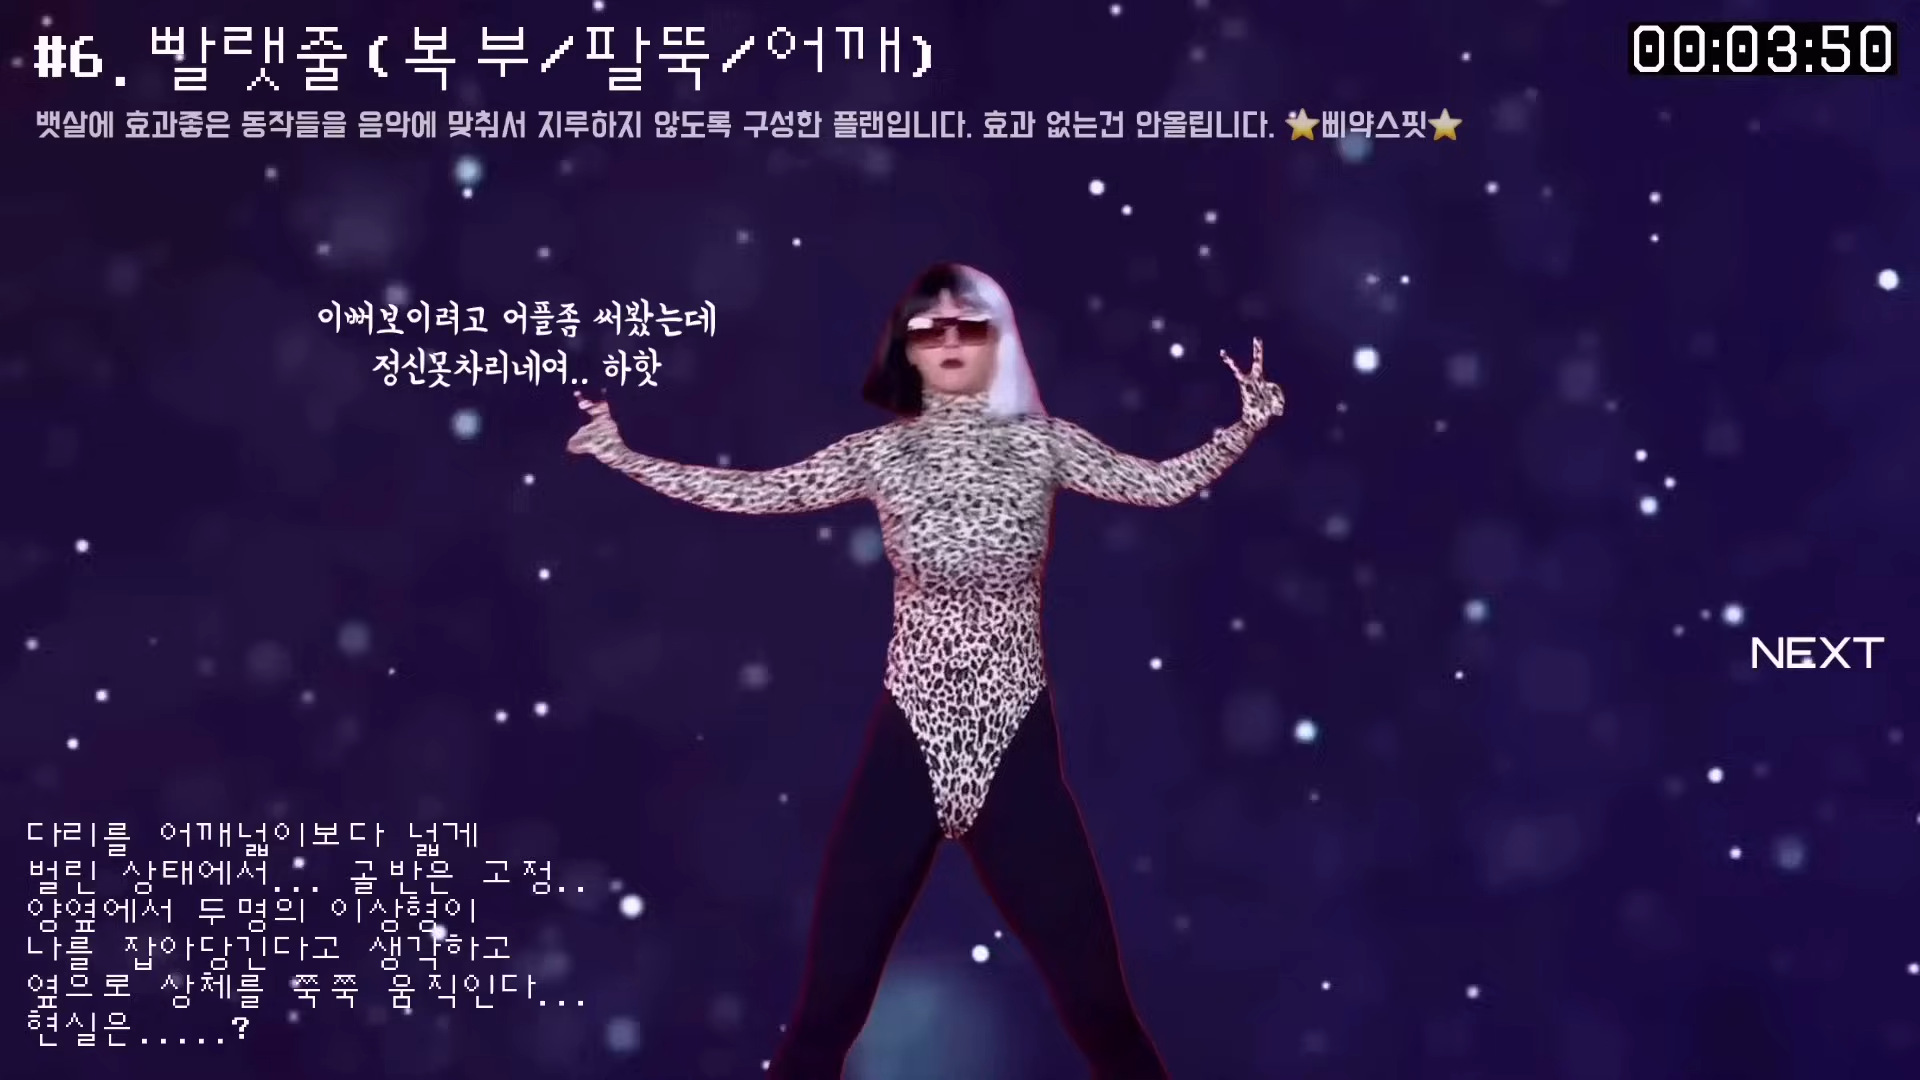 #6. 빨랫줄(복부/팔뚝/어깨)
00:03:50
뱃살에 효과좋은 동작들을 음악에 맞춰서 지루하지 않도록 구성한 플랜입니다. 효과 없는건 안올립니다. ⭐삐약스핏⭐
이뻐보이려고 어플좀 써봤는데
정신못차리네여.. 하핫
NEXT
다리를 어깨넓이보다 넓게
벌린 상태에서... 골반은 고정..
양옆에서 두명의 이상형이
나를 잡아당긴다고 생각하고
옆으로 상체를 쭉쭉 움직인다...
현실은.....?